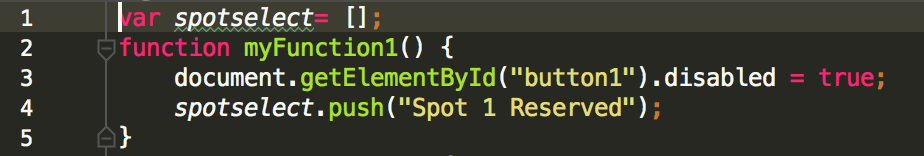 1 var spotselect= [];
2 function myFunction1() {
3 document.getElementById("button1").disabled = true;
4 spotselect.push("Spot 1 Reserved");
5 }